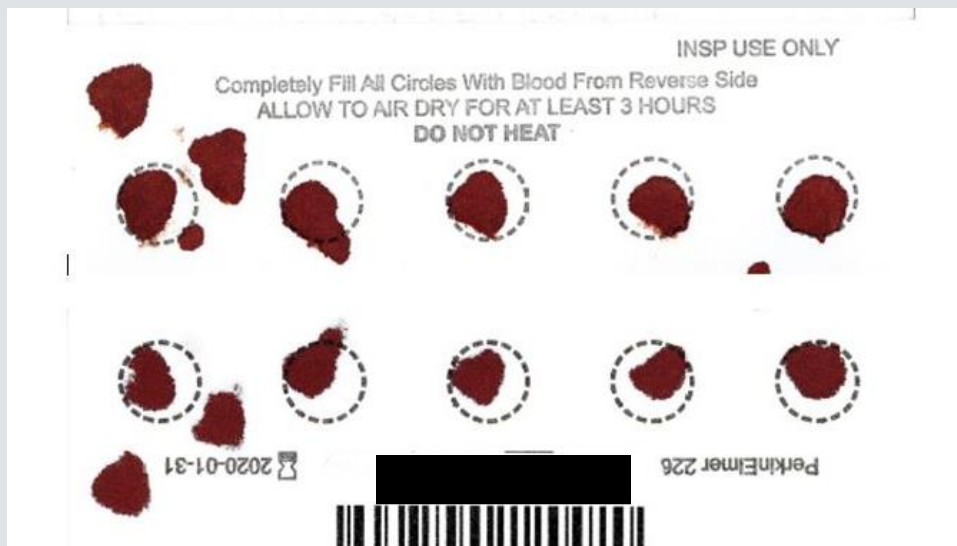 INSP USE ONLY
Completely Fill All Circles With Blood From Reverse Side
ALLOW TO AIR DRY FOR AT LEAST 3 HOURS
DO NOT HEAT
2020-01-31
PerkinElmer 226